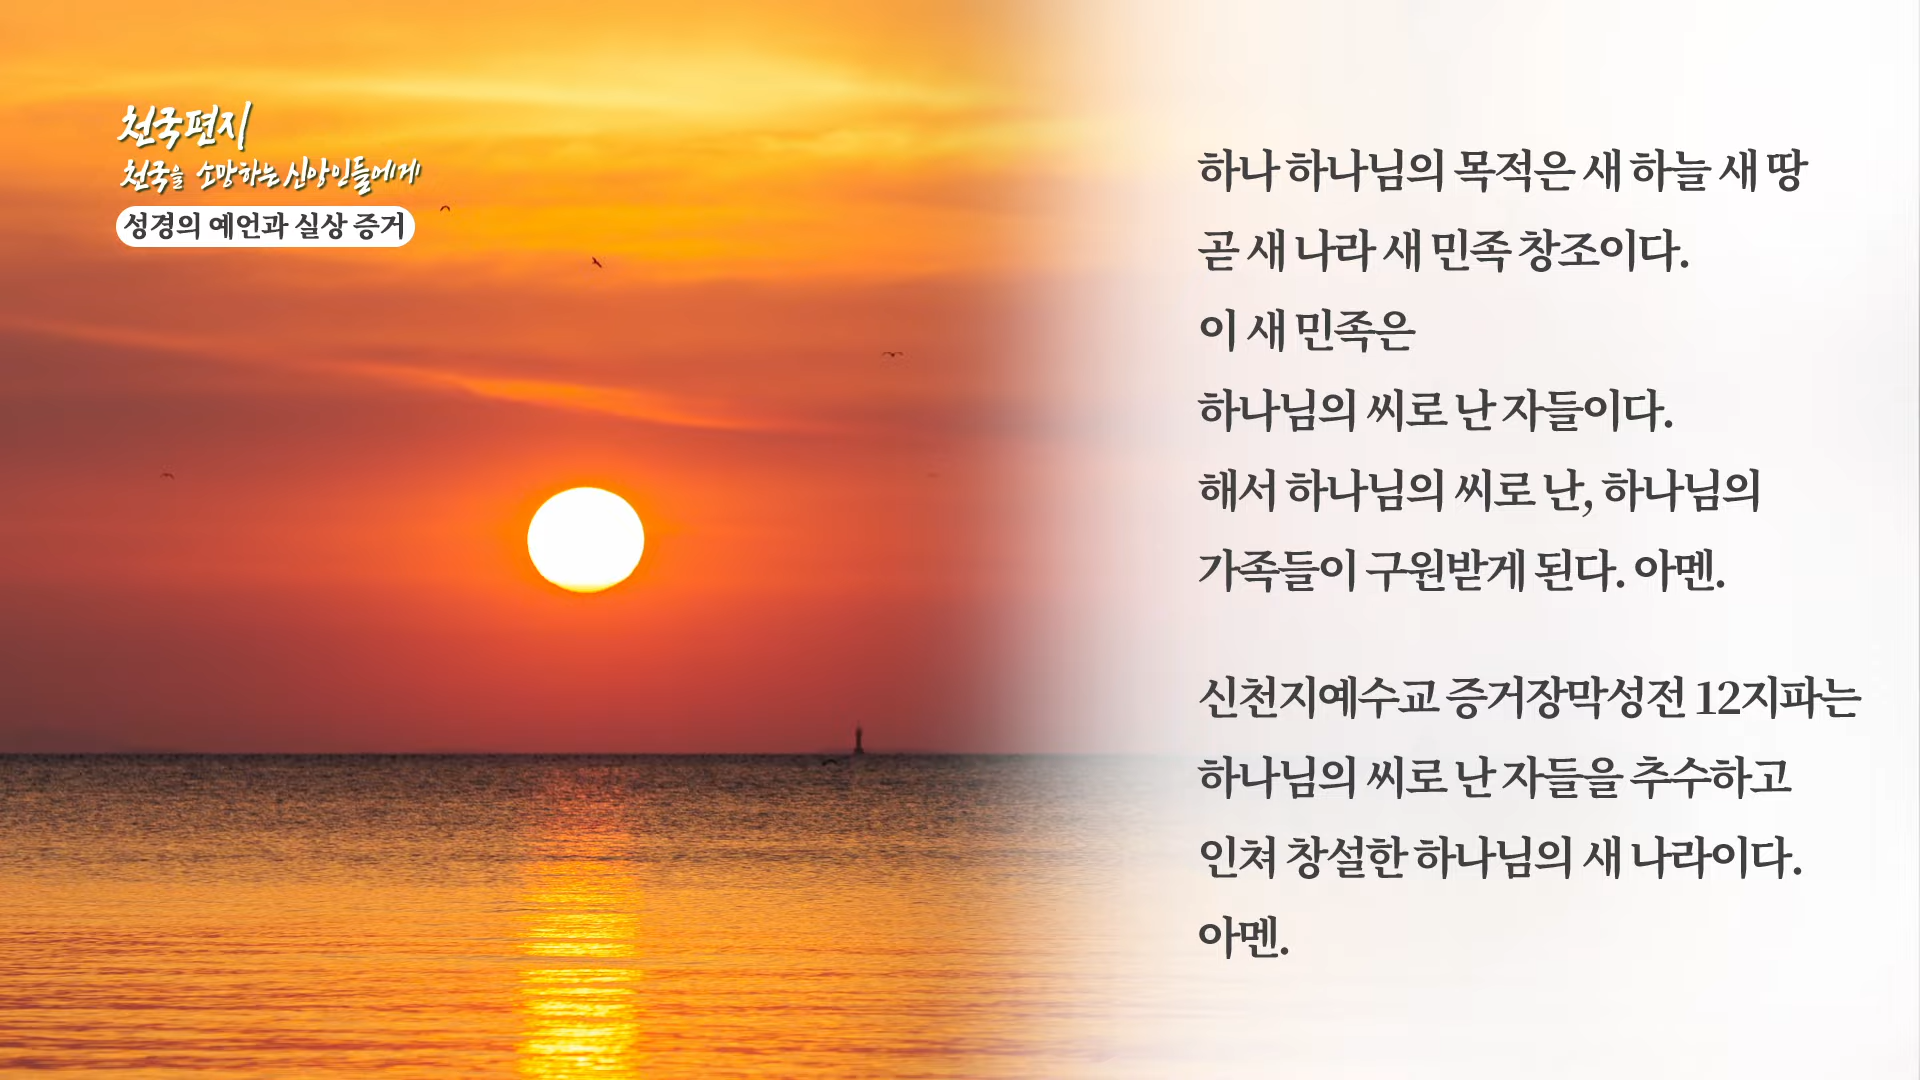 천국편지
천국을 소망하는 신앙인들에게
성경의 예언과 실상 증거
하나 하나님의 목적은 새 하늘 새 땅
곧 새 나라 새 민족 창조이다.
이 새 민족은
하나님의 씨로 난 자들이다.
해서 하나님의 씨로 난, 하나님의
가족들이 구원받게 된다. 아멘.
신천지예수교 증거장막성전 12지파는
하나님의 씨로 난 자들을 추수하고
인쳐 창설한 하나님의 새 나라이다.
아멘.